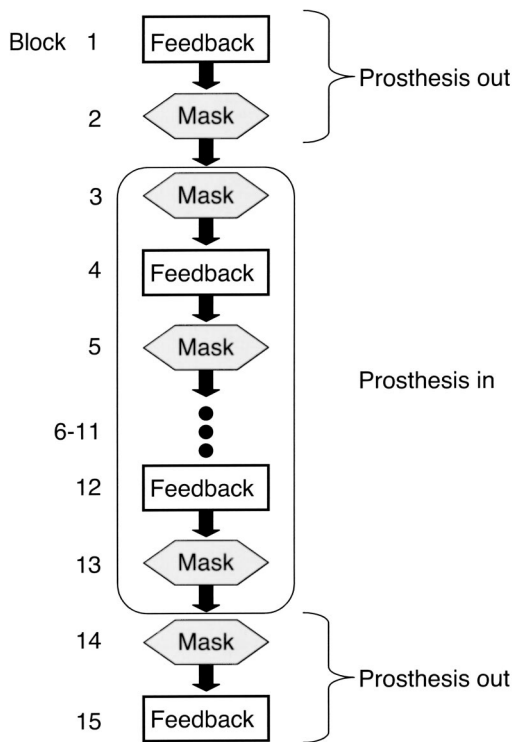 Block 1 Feedback
Prosthesis out
2 Mask
3 Mask
4 Feedback
5 Mask
Prosthesis in
6-11
12 Feedback
13 Mask
14 Mask
Prosthesis out
15 Feedback